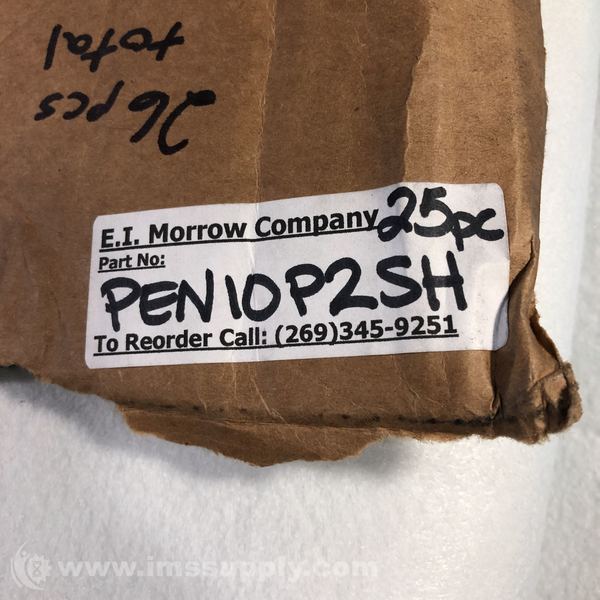 26 pcs
total
E.I. Morrow Company 25pc
Part No:
PEN10P2SH
To Reorder Call: (269)345-9251
www.imssupply.com